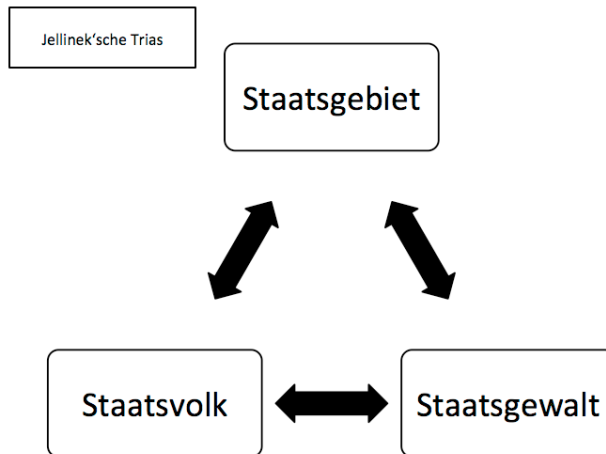 Jellinek‘sche Trias
Staatsgebiet
Staatsvolk
Staatsgewalt